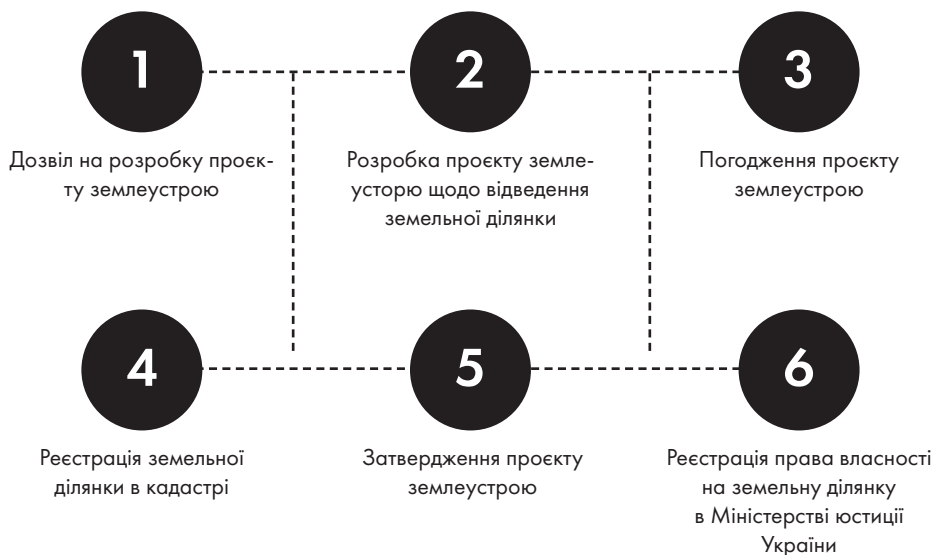 1
Дозвіл на розробку проєк-
ту землеустрою
2
Розробка проєкту земле-
усторю щодо відведення
земельної ділянки
3
Погодження проєкту
землеустрою
4
Реєстрація земельної
ділянки в кадастрі
5
Затвердження проєкту
землеустрою
6
Реєстрація права власності
на земельну ділянку
в Міністерстві юстиції
України